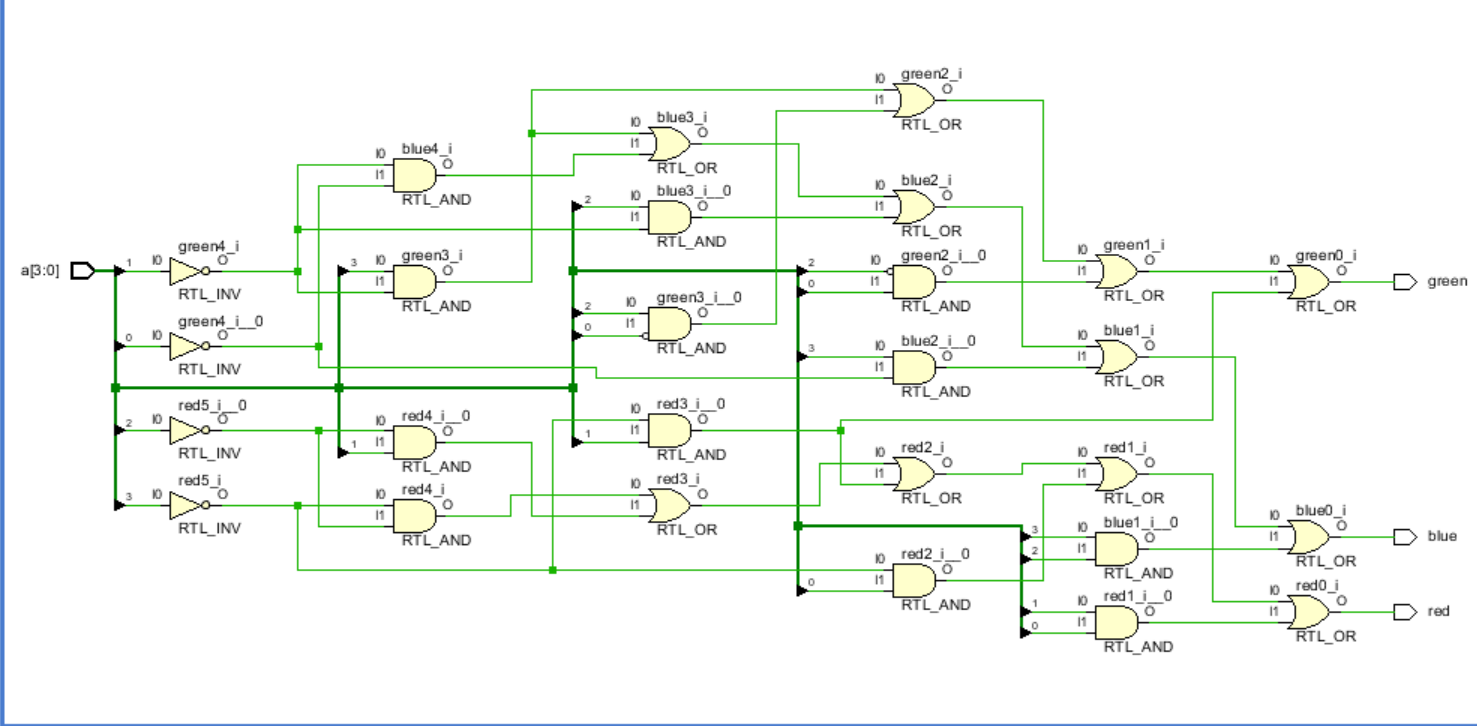 a[3:0]
1
I0
green4_i
O
RTL_INV
0
I0
green4_i__0
O
RTL_INV
2
I0
red5_i__0
O
RTL_INV
3
I0
red5_i
O
RTL_INV
I0
I1
blue4_i
O
RTL_AND
3
I0
I1
green3_i
O
RTL_AND
1
I0
I1
red4_i__0
O
RTL_AND
I0
I1
red4_i
O
RTL_AND
I0
I1
blue3_i
O
RTL_OR
2
I0
I1
blue3_i__0
O
RTL_AND
2
0
I0
I1
green3_i__0
O
RTL_AND
1
I0
I1
red3_i__0
O
RTL_AND
I0
I1
red3_i
O
RTL_OR
I0
I1
green2_i
O
RTL_OR
I0
I1
blue2_i
O
RTL_OR
2
0
I0
I1
green2_i__0
O
RTL_AND
3
I0
I1
blue2_i__0
O
RTL_AND
I0
I1
red2_i
O
RTL_OR
0
I0
I1
red2_i__0
O
RTL_AND
I0
I1
green1_i
O
RTL_OR
I0
I1
blue1_i
O
RTL_OR
I0
I1
red1_i
O
RTL_OR
3
2
I0
I1
blue1_i__0
O
RTL_AND
1
0
I0
I1
red1_i__0
O
RTL_AND
I0
I1
green0_i
O
RTL_OR
green
I0
I1
blue0_i
O
RTL_OR
blue
I0
I1
red0_i
O
RTL_OR
red